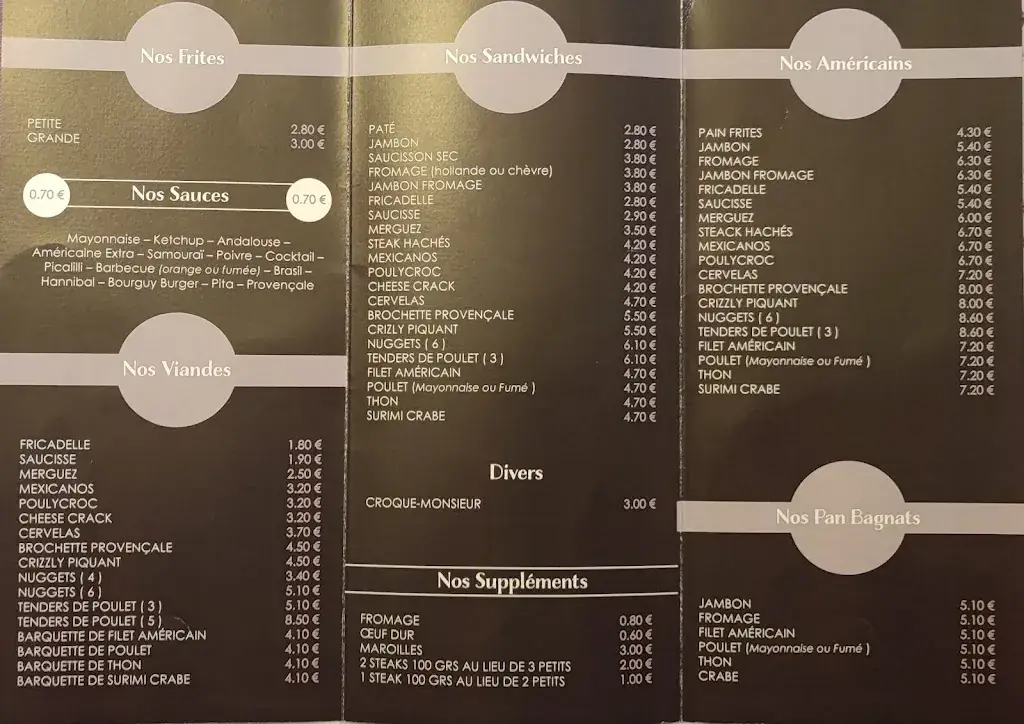 Nos Frites
PETITE 2.80 €
GRANDE 3.00 €
0.70 € Nos Sauces 0.70 €
Mayonnaise – Ketchup – Andalouse –
Américaine Extra – Samouraï – Poivre – Cocktail –
Picalilli – Barbecue (orange ou fumée) – Brasil –
Hannibal – Bourguy Burger – Pita – Provençale
Nos Viandes
FRICADELLE 1.80 €
SAUCISSE 1.90 €
MERGUEZ 2.50 €
MEXICANOS 3.20 €
POULYCROC 3.20 €
CHEESE CRACK 3.20 €
CERVELAS 3.70 €
BROCHETTE PROVENÇALE 4.50 €
CRIZZLY PIQUANT 4.50 €
NUGGETS ( 4 ) 3.40 €
NUGGETS ( 6 ) 5.10 €
TENDERS DE POULET ( 3 ) 5.10 €
TENDERS DE POULET ( 5 ) 8.50 €
BARQUETTE DE FILET AMÉRICAIN 4.10 €
BARQUETTE DE POULET 4.10 €
BARQUETTE DE THON 4.10 €
BARQUETTE DE SURIMI CRABE 4.10 €
Nos Sandwiches
PATÉ 2.80 €
JAMBON 2.80 €
SAUCISSON SEC 3.80 €
FROMAGE (hollande ou chèvre) 3.80 €
JAMBON FROMAGE 3.80 €
FRICADELLE 2.80 €
SAUCISSE 2.90 €
MERGUEZ 3.50 €
STEAK HACHÉS 4.20 €
MEXICANOS 4.20 €
POULYCROC 4.20 €
CHEESE CRACK 4.20 €
CERVELAS 4.70 €
BROCHETTE PROVENÇALE 5.50 €
CRIZLY PIQUANT 5.50 €
NUGGETS ( 6 ) 6.10 €
TENDERS DE POULET ( 3 ) 6.10 €
FILET AMÉRICAIN 4.70 €
POULET (Mayonnaise ou Fumé ) 4.70 €
THON 4.70 €
SURIMI CRABE 4.70 €
Divers
CROQUE-MONSIEUR 3.00 €
Nos Suppléments
FROMAGE 0.80 €
ŒUF DUR 0.60 €
MAROILLES 3.00 €
2 STEAKS 100 GRS AU LIEU DE 3 PETITS 2.00 €
1 STEAK 100 GRS AU LIEU DE 2 PETITS 1.00 €
Nos Américains
PAIN FRITES 4.30 €
JAMBON 5.40 €
FROMAGE 6.30 €
JAMBON FROMAGE 6.30 €
FRICADELLE 5.40 €
SAUCISSE 5.40 €
MERGUEZ 6.00 €
STEACK HACHÉS 6.70 €
MEXICANOS 6.70 €
POULYCROC 6.70 €
CERVELAS 7.20 €
BROCHETTE PROVENÇALE 8.00 €
CRIZZLY PIQUANT 8.00 €
NUGGETS ( 6 ) 8.60 €
TENDERS DE POULET ( 3 ) 8.60 €
FILET AMÉRICAIN 7.20 €
POULET (Mayonnaise ou Fumé ) 7.20 €
THON 7.20 €
SURIMI CRABE 7.20 €
Nos Pan Bagnats
JAMBON 5.10 €
FROMAGE 5.10 €
FILET AMÉRICAIN 5.10 €
POULET (Mayonnaise ou Fumé ) 5.10 €
THON 5.10 €
CRABE 5.10 €